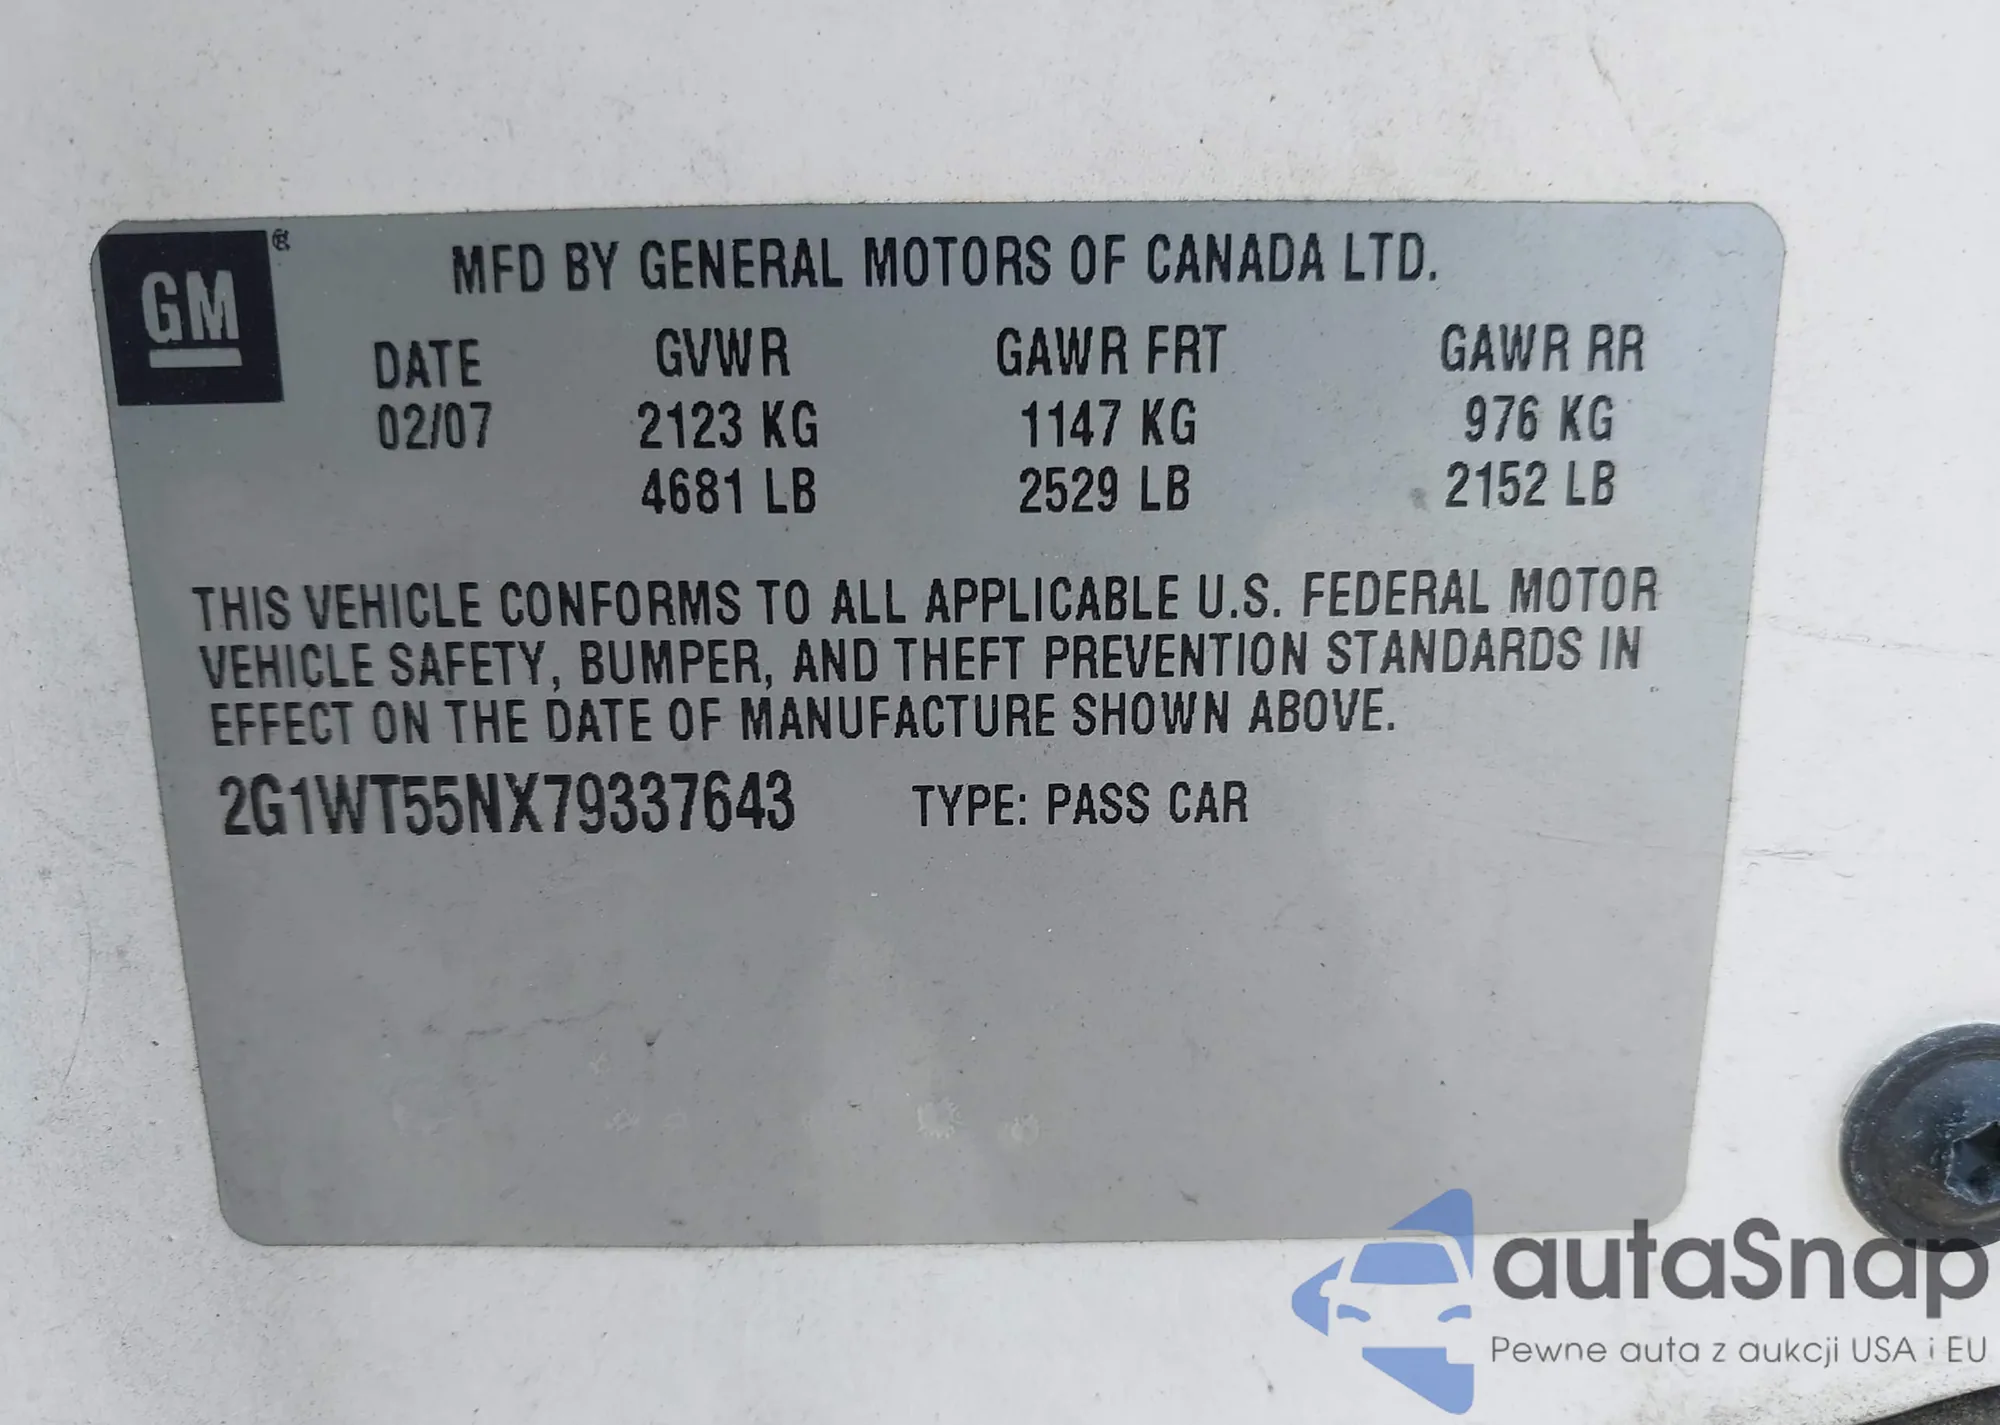 GM ®
MFD BY GENERAL MOTORS OF CANADA LTD.
DATE GVWR GAWR FRT GAWR RR
02/07 2123 KG 1147 KG 976 KG
4681 LB 2529 LB 2152 LB
THIS VEHICLE CONFORMS TO ALL APPLICABLE U.S. FEDERAL MOTOR
VEHICLE SAFETY, BUMPER, AND THEFT PREVENTION STANDARDS IN
EFFECT ON THE DATE OF MANUFACTURE SHOWN ABOVE.
2G1WT55NX79337643 TYPE: PASS CAR
autaSnap
Pewne auta z aukcji USA i EU